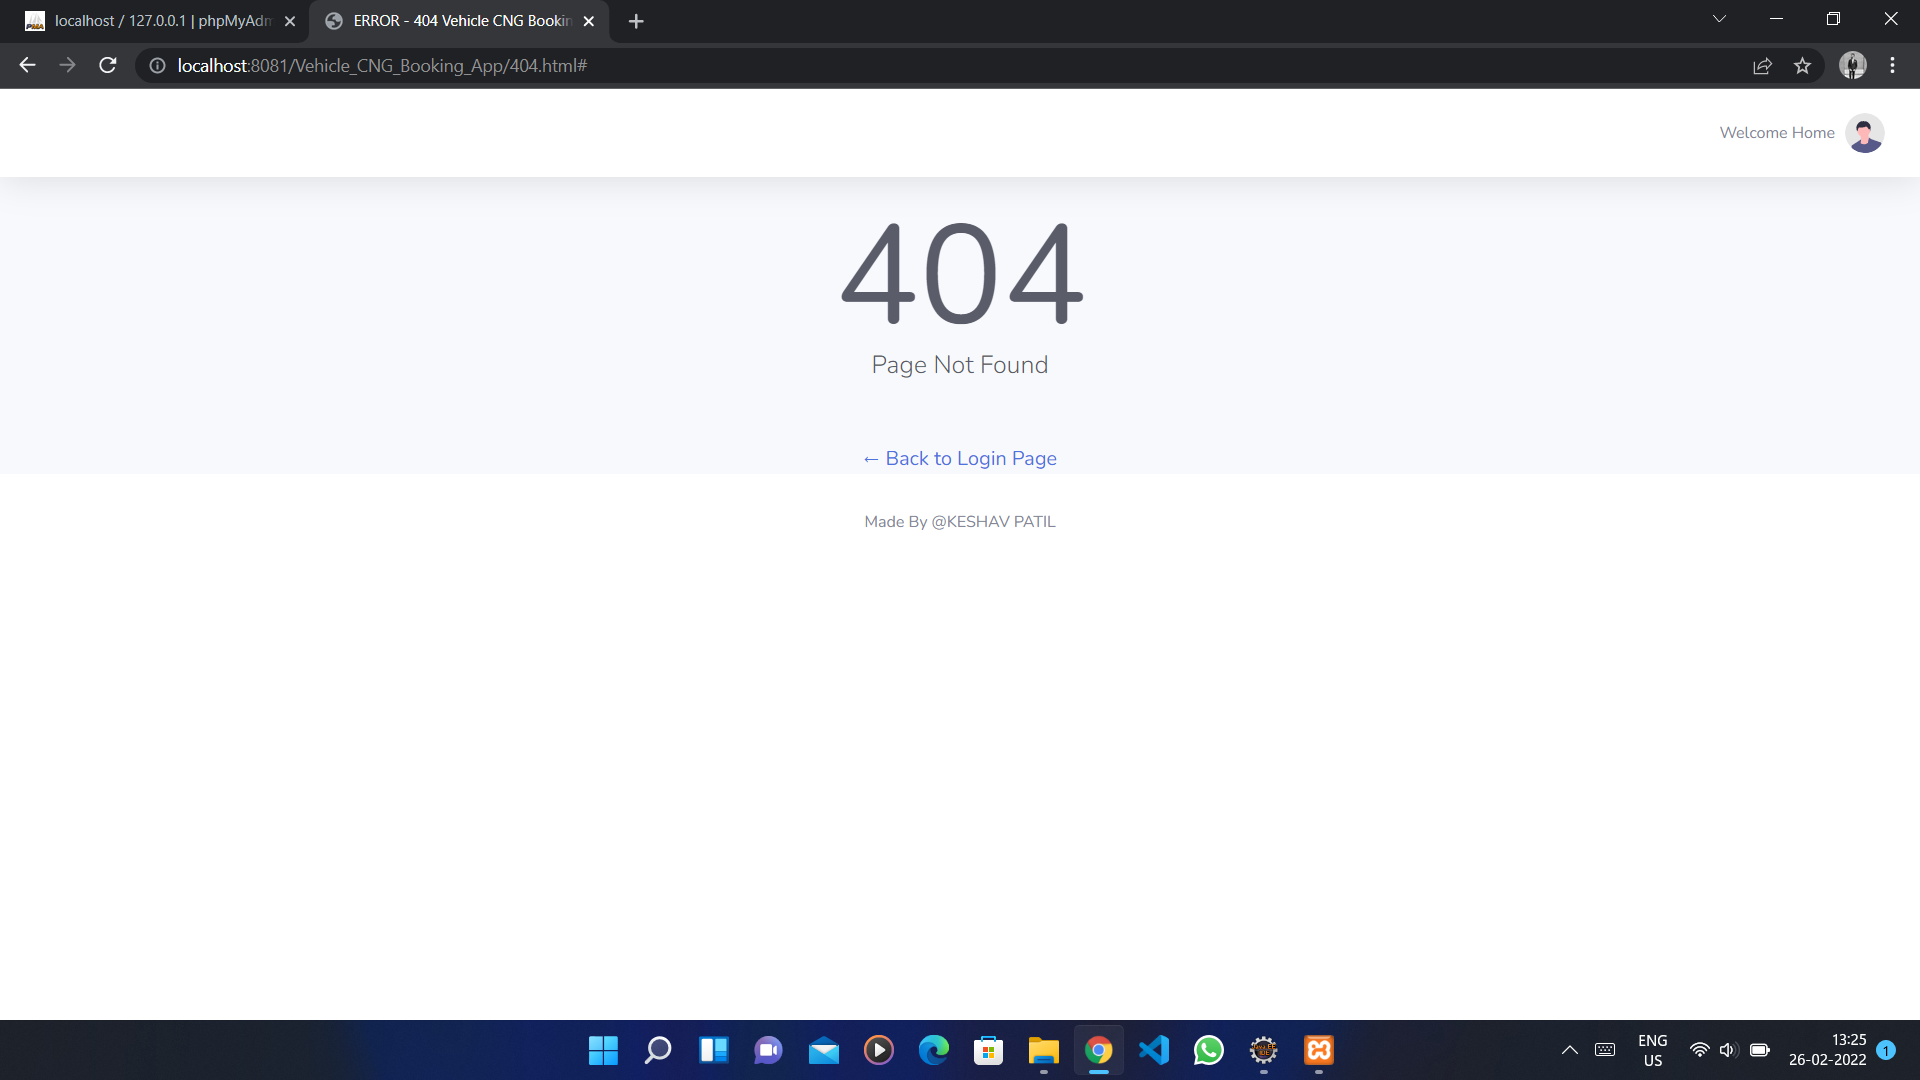 localhost / 127.0.0.1 | phpMyAdm
ERROR - 404 Vehicle CNG Bookin
localhost:8081/Vehicle_CNG_Booking_App/404.html#
Welcome Home
404
Page Not Found
← Back to Login Page
Made By @KESHAV PATIL
ENG
US
13:25
26-02-2022
1